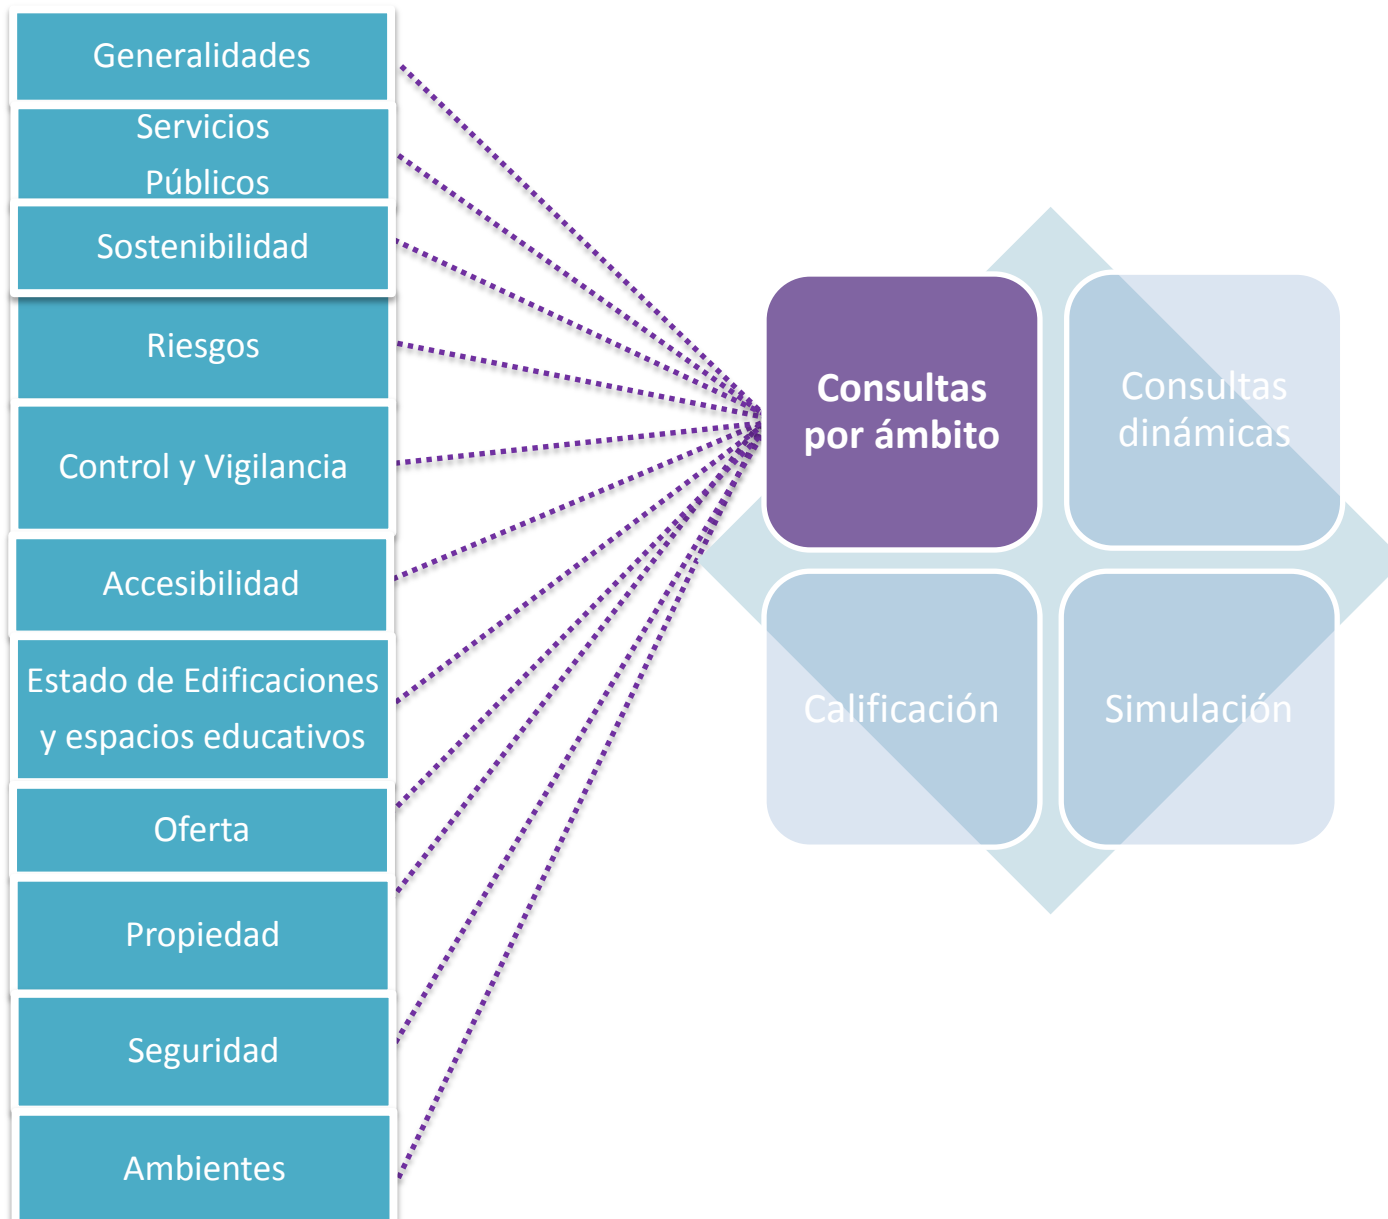 Generalidades
Servicios
Públicos
Sostenibilidad
Riesgos
Control y Vigilancia
Accesibilidad
Estado de Edificaciones
y espacios educativos
Oferta
Propiedad
Seguridad
Ambientes
Consultas
por ámbito
Consultas
dinámicas
Calificación
Simulación